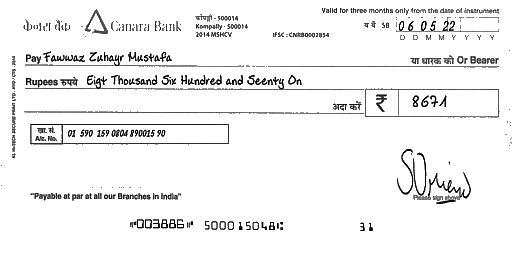 Valid for three months only from the date of instrument
केनरा बैंक Canara Bank
कोमपल्ली - 500014
Kompally - 500014
2014 MSHCV
IFSC : CNRB0002854
SB 06 05 22
D D M M Y Y Y Y
Pay Fawwaz Zuhayr Mustafa या धारक को Or Bearer
Rupees रुपये Eigt Thousand Six Hundred and Seenty On
अदा करें ₹ 8671
खा. सं.
A/c. No. 01 590 159 0804 890015 90
Please sign above
"Payable at par at all our Branches in India"
⑈003886⑈ 500015048⑆ 31